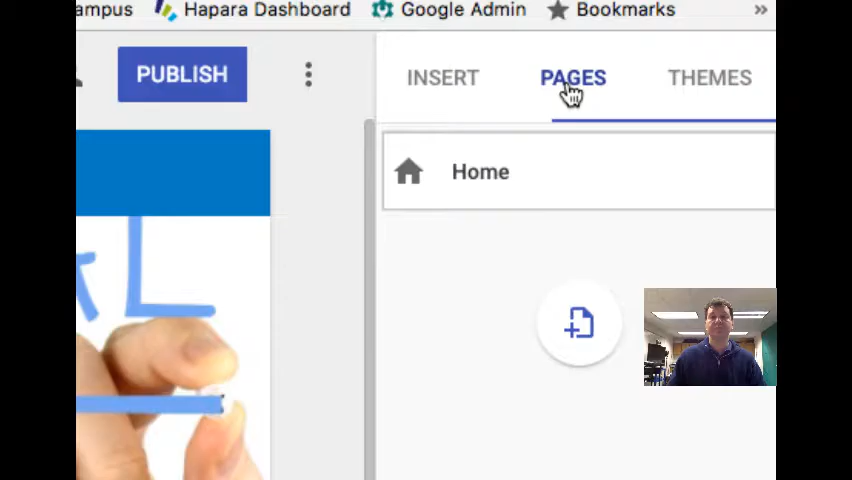 ampus Hapara Dashboard Google Admin Bookmarks »
PUBLISH INSERT PAGES THEMES
Home